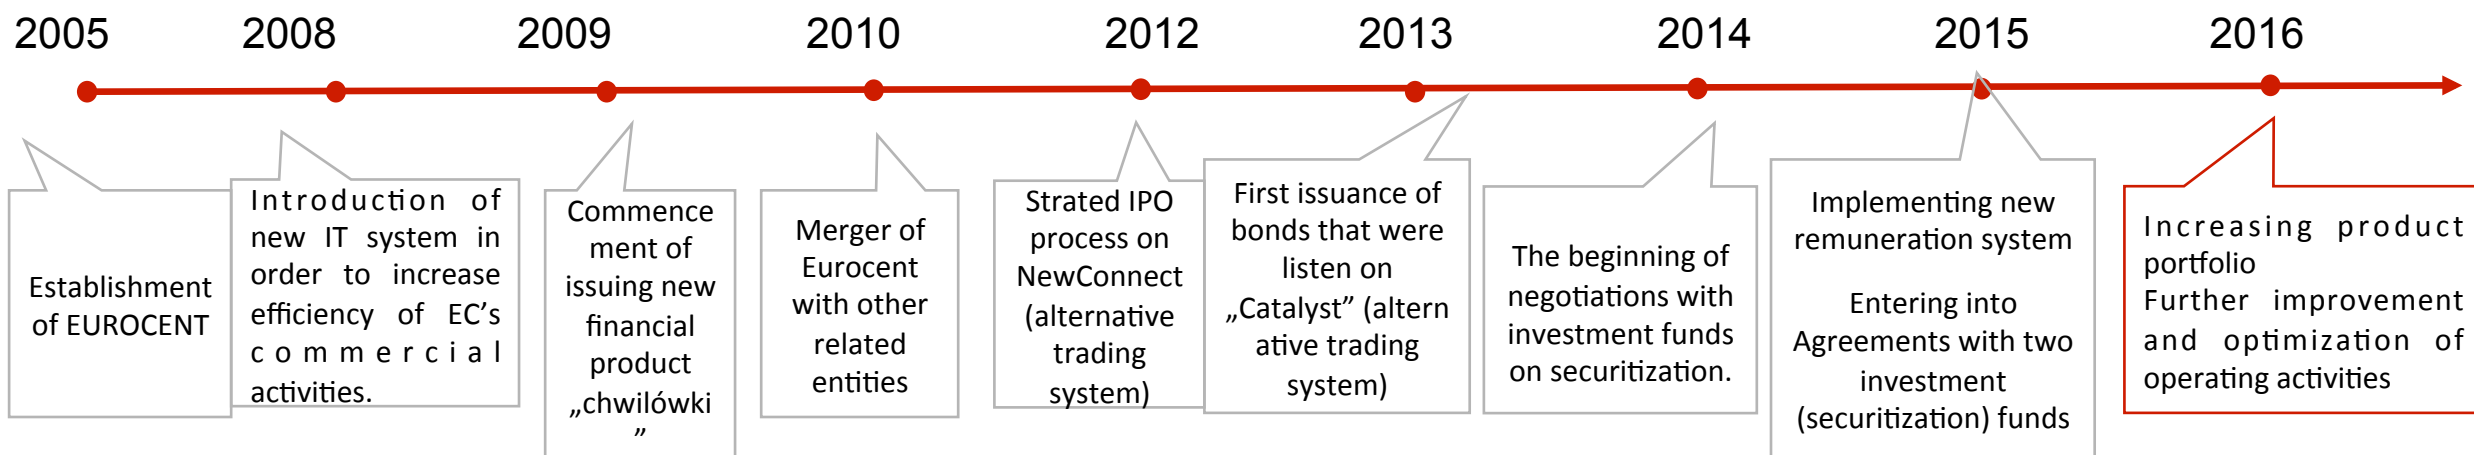 2005
2008
2009
2010
2012
2013
2014
2015
2016
Establishment
of EUROCENT
Introduction of
new IT system in
order to increase
efficiency of EC’s
commercial
activities.
Commence
ment of
issuing new
financial
product
„chwilówki
”
Merger of
Eurocent
with other
related
entities
Strated IPO
process on
NewConnect
(alternative
trading
system)
First issuance of
bonds that were
listen on
„Catalyst” (altern
ative trading
system)
The beginning of
negotiations with
investment funds
on securitization.
Implementing new
remuneration system
Entering into
Agreements with two
investment
(securitization) funds
Increasing product
portfolio
Further improvement
and optimization of
operating activities